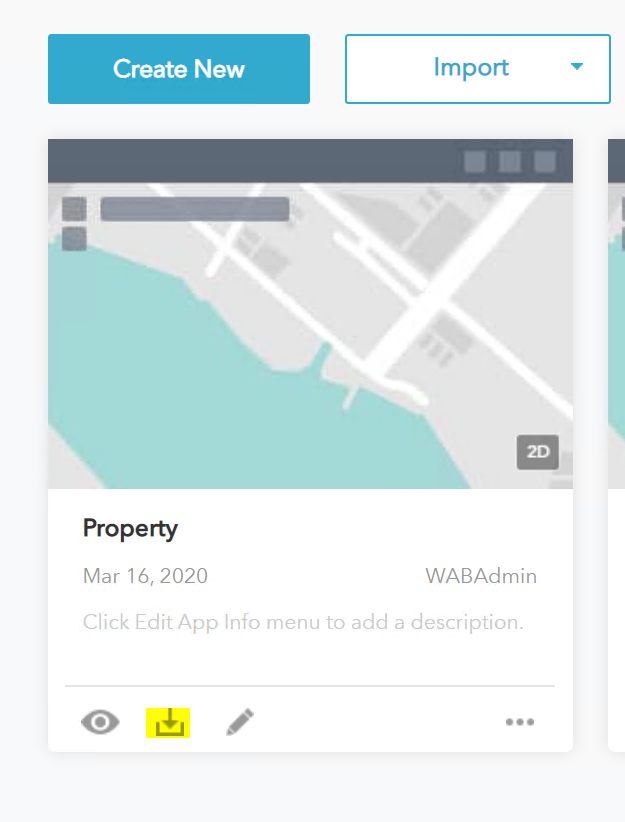 Create New
Import
2D
Property
Mar 16, 2020
WABAdmin
Click Edit App Info menu to add a description.